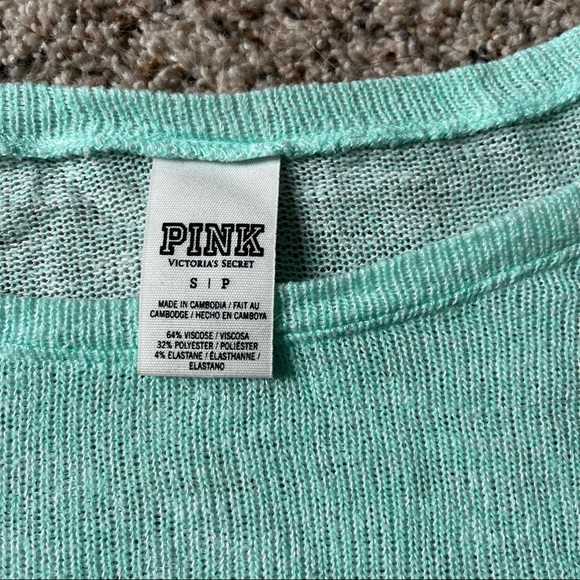 PINK
VICTORIA'S SECRET
S | P
MADE IN CAMBODIA / FAIT AU
CAMBODGE / HECHO EN CAMBOYA
64% VISCOSE / VISCOSA
32% POLYESTER / POLIÉSTER
4% ELASTANE / ÉLASTHANNE /
ELASTANO